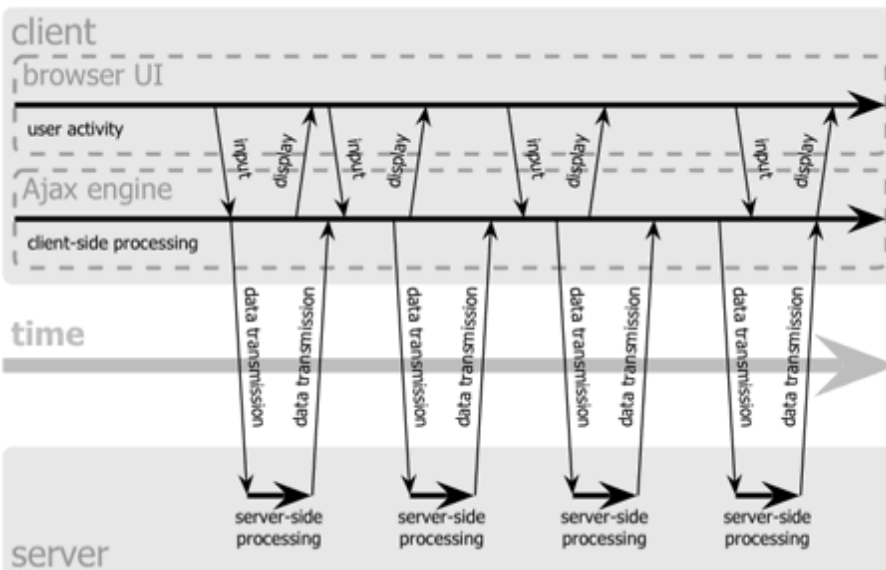 client
browser UI
user activity
input
display
input
display
input
display
input
display
Ajax engine
client-side processing
data transmission
data transmission
data transmission
data transmission
data transmission
data transmission
data transmission
data transmission
time
server-side
processing
server-side
processing
server-side
processing
server-side
processing
server